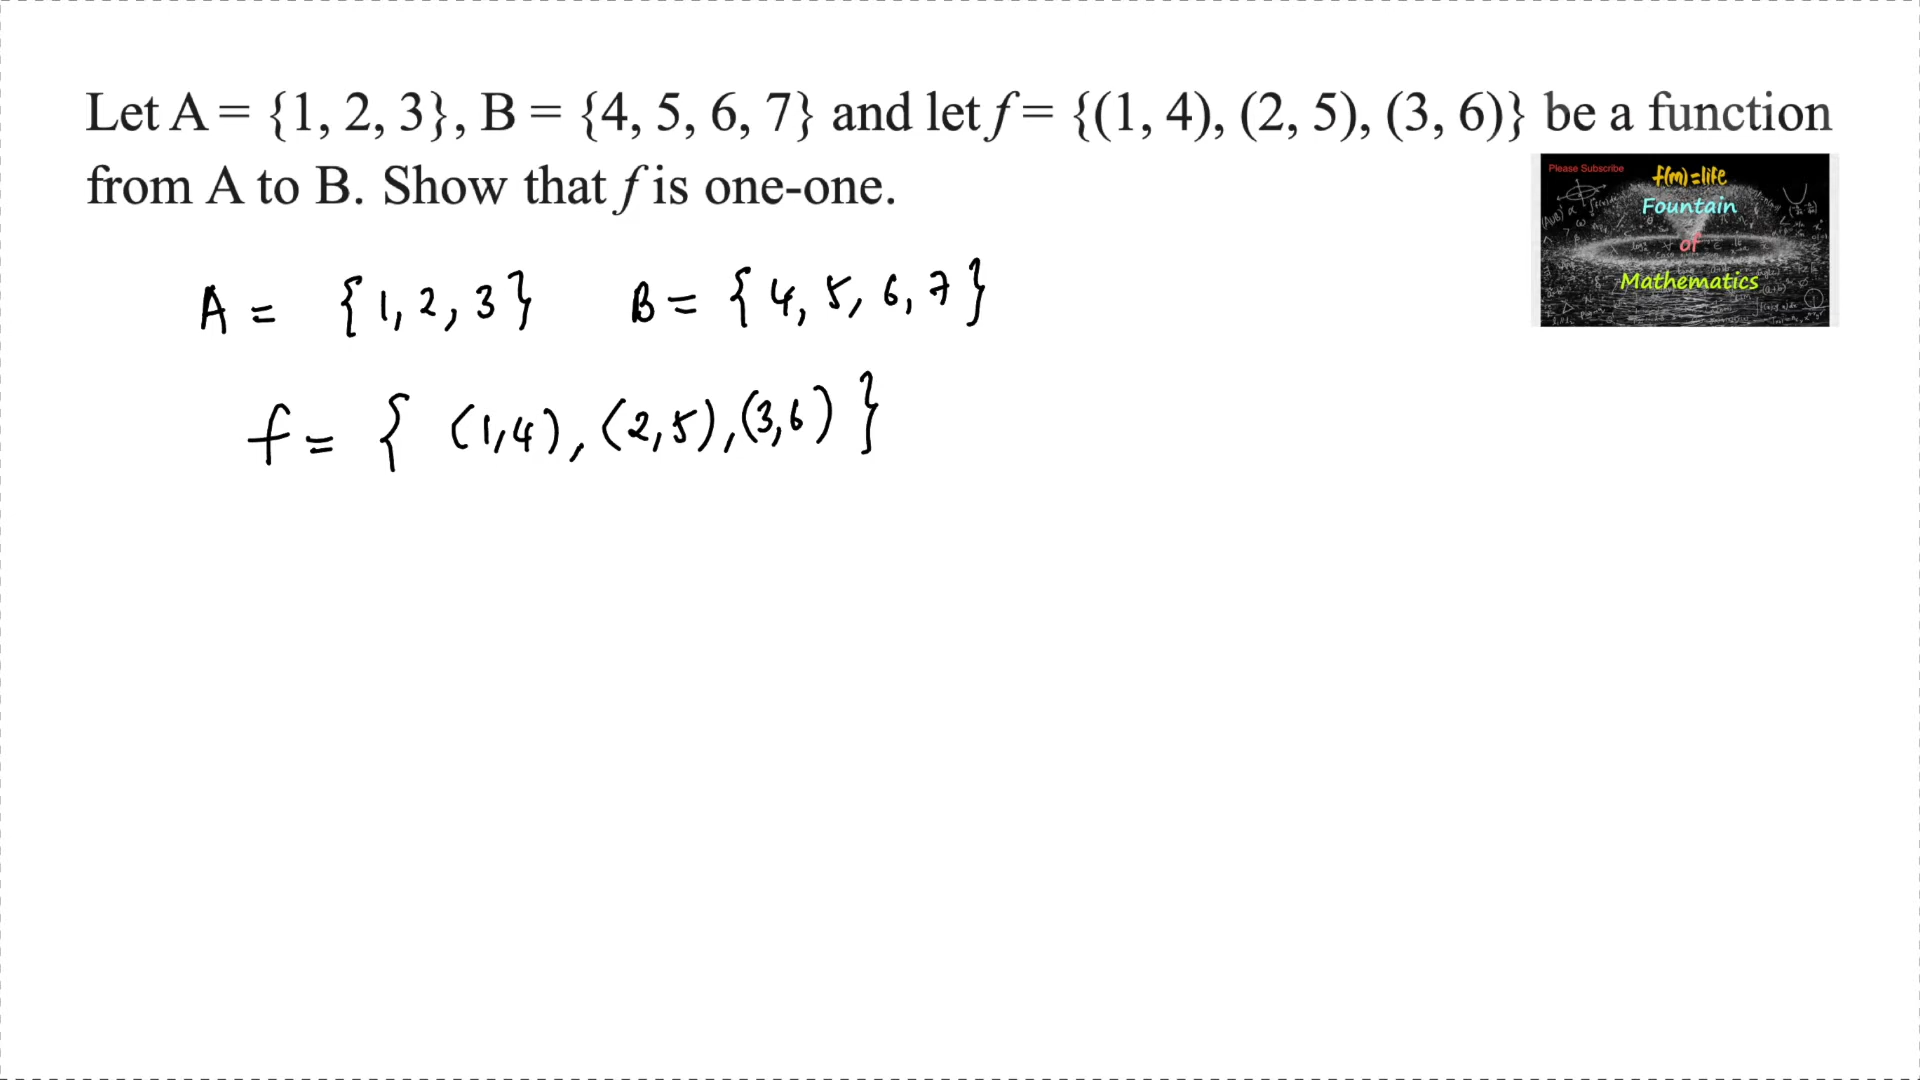 Let A = {1, 2, 3}, B = {4, 5, 6, 7} and let f = {(1, 4), (2, 5), (3, 6)} be a function
from A to B. Show that f is one-one.
Please Subscribe
f(m)=life
Fountain
of
Mathematics
A = {1, 2, 3} B = {4, 5, 6, 7}
f = { (1,4), (2,5), (3,6) }